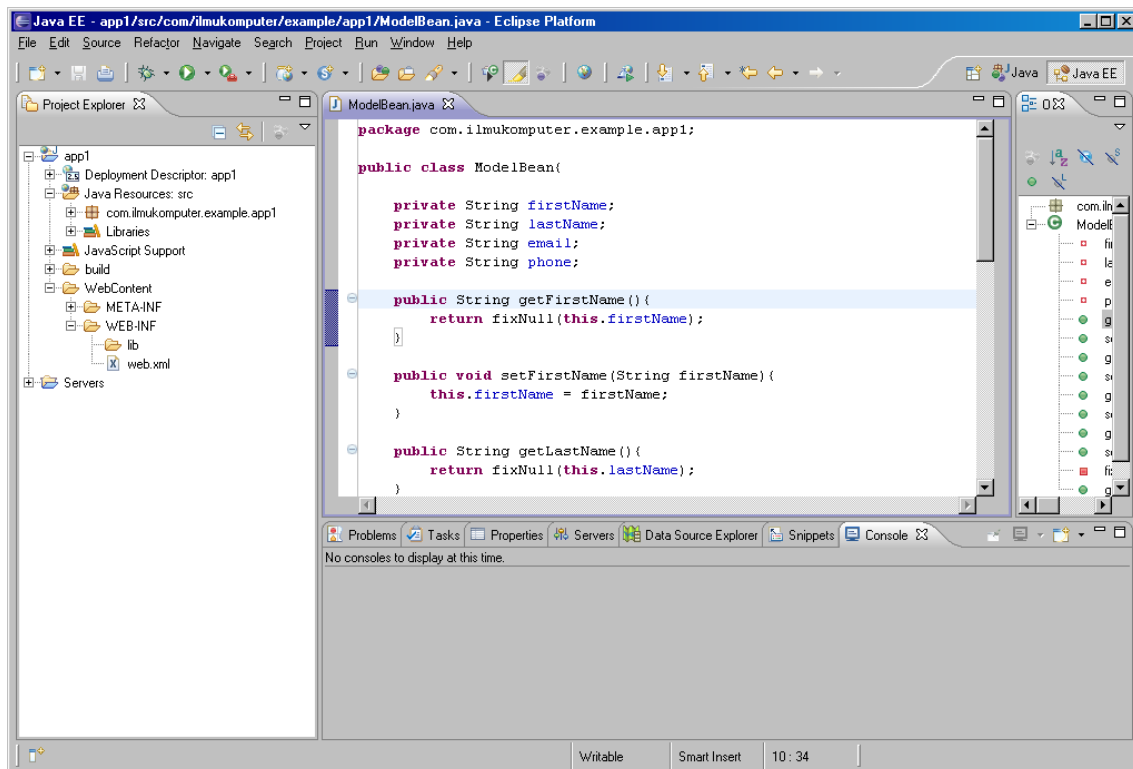 Java EE - app1/src/com/ilmukomputer/example/app1/ModelBean.java - Eclipse Platform
File Edit Source Refactor Navigate Search Project Run Window Help
Java Java EE
Project Explorer
app1
Deployment Descriptor: app1
Java Resources: src
com.ilmukomputer.example.app1
Libraries
JavaScript Support
build
WebContent
META-INF
WEB-INF
lib
web.xml
Servers
ModelBean.java
package com.ilmukomputer.example.app1;
public class ModelBean{
private String firstName;
private String lastName;
private String email;
private String phone;
public String getFirstName(){
return fixNull(this.firstName);
}
public void setFirstName(String firstName){
this.firstName = firstName;
}
public String getLastName(){
return fixNull(this.lastName);
}
Problems Tasks Properties Servers Data Source Explorer Snippets Console
No consoles to display at this time.
Writable Smart Insert 10 : 34